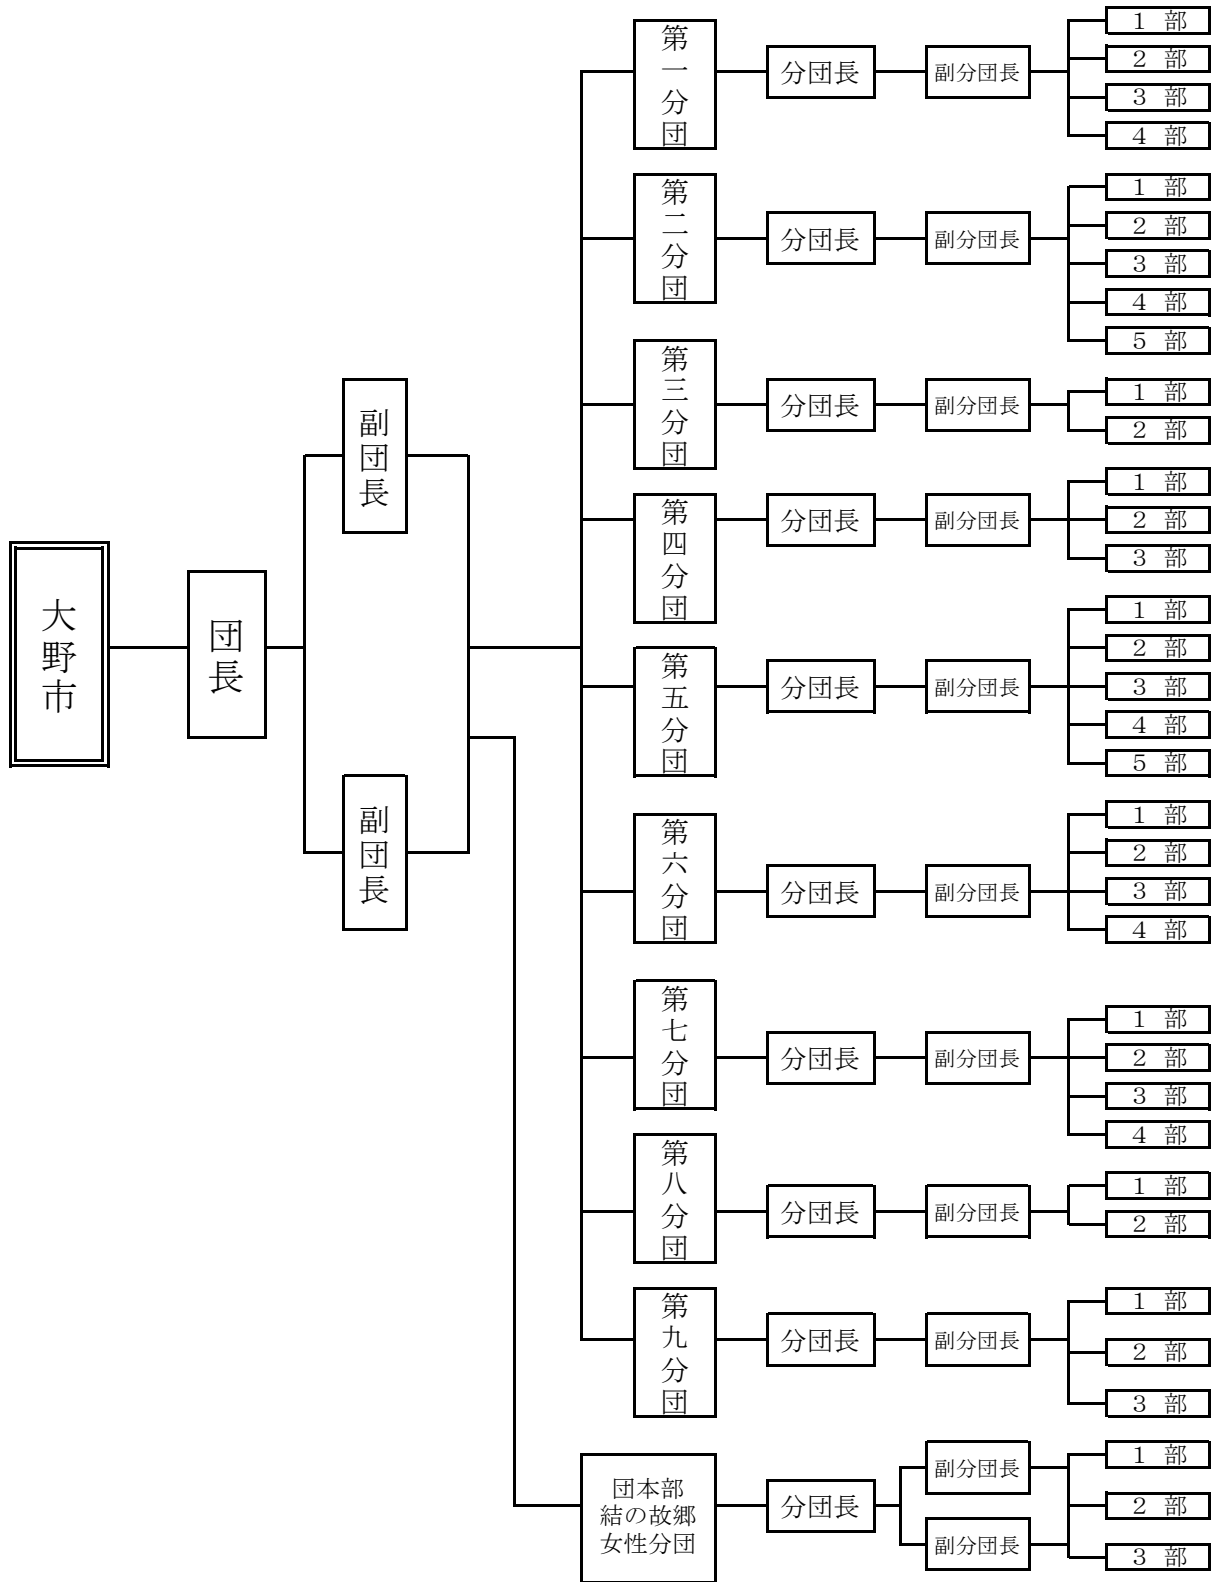 大野市
団長
副団長
副団長
第一分団
分団長
副分団長
１ 部
２ 部
３ 部
４ 部
第二分団
分団長
副分団長
１ 部
２ 部
３ 部
４ 部
５ 部
第三分団
分団長
副分団長
１ 部
２ 部
第四分団
分団長
副分団長
１ 部
２ 部
３ 部
第五分団
分団長
副分団長
１ 部
２ 部
３ 部
４ 部
５ 部
第六分団
分団長
副分団長
１ 部
２ 部
３ 部
４ 部
第七分団
分団長
副分団長
１ 部
２ 部
３ 部
４ 部
第八分団
分団長
副分団長
１ 部
２ 部
第九分団
分団長
副分団長
１ 部
２ 部
３ 部
団本部
結の故郷
女性分団
分団長
副分団長
副分団長
１ 部
２ 部
３ 部